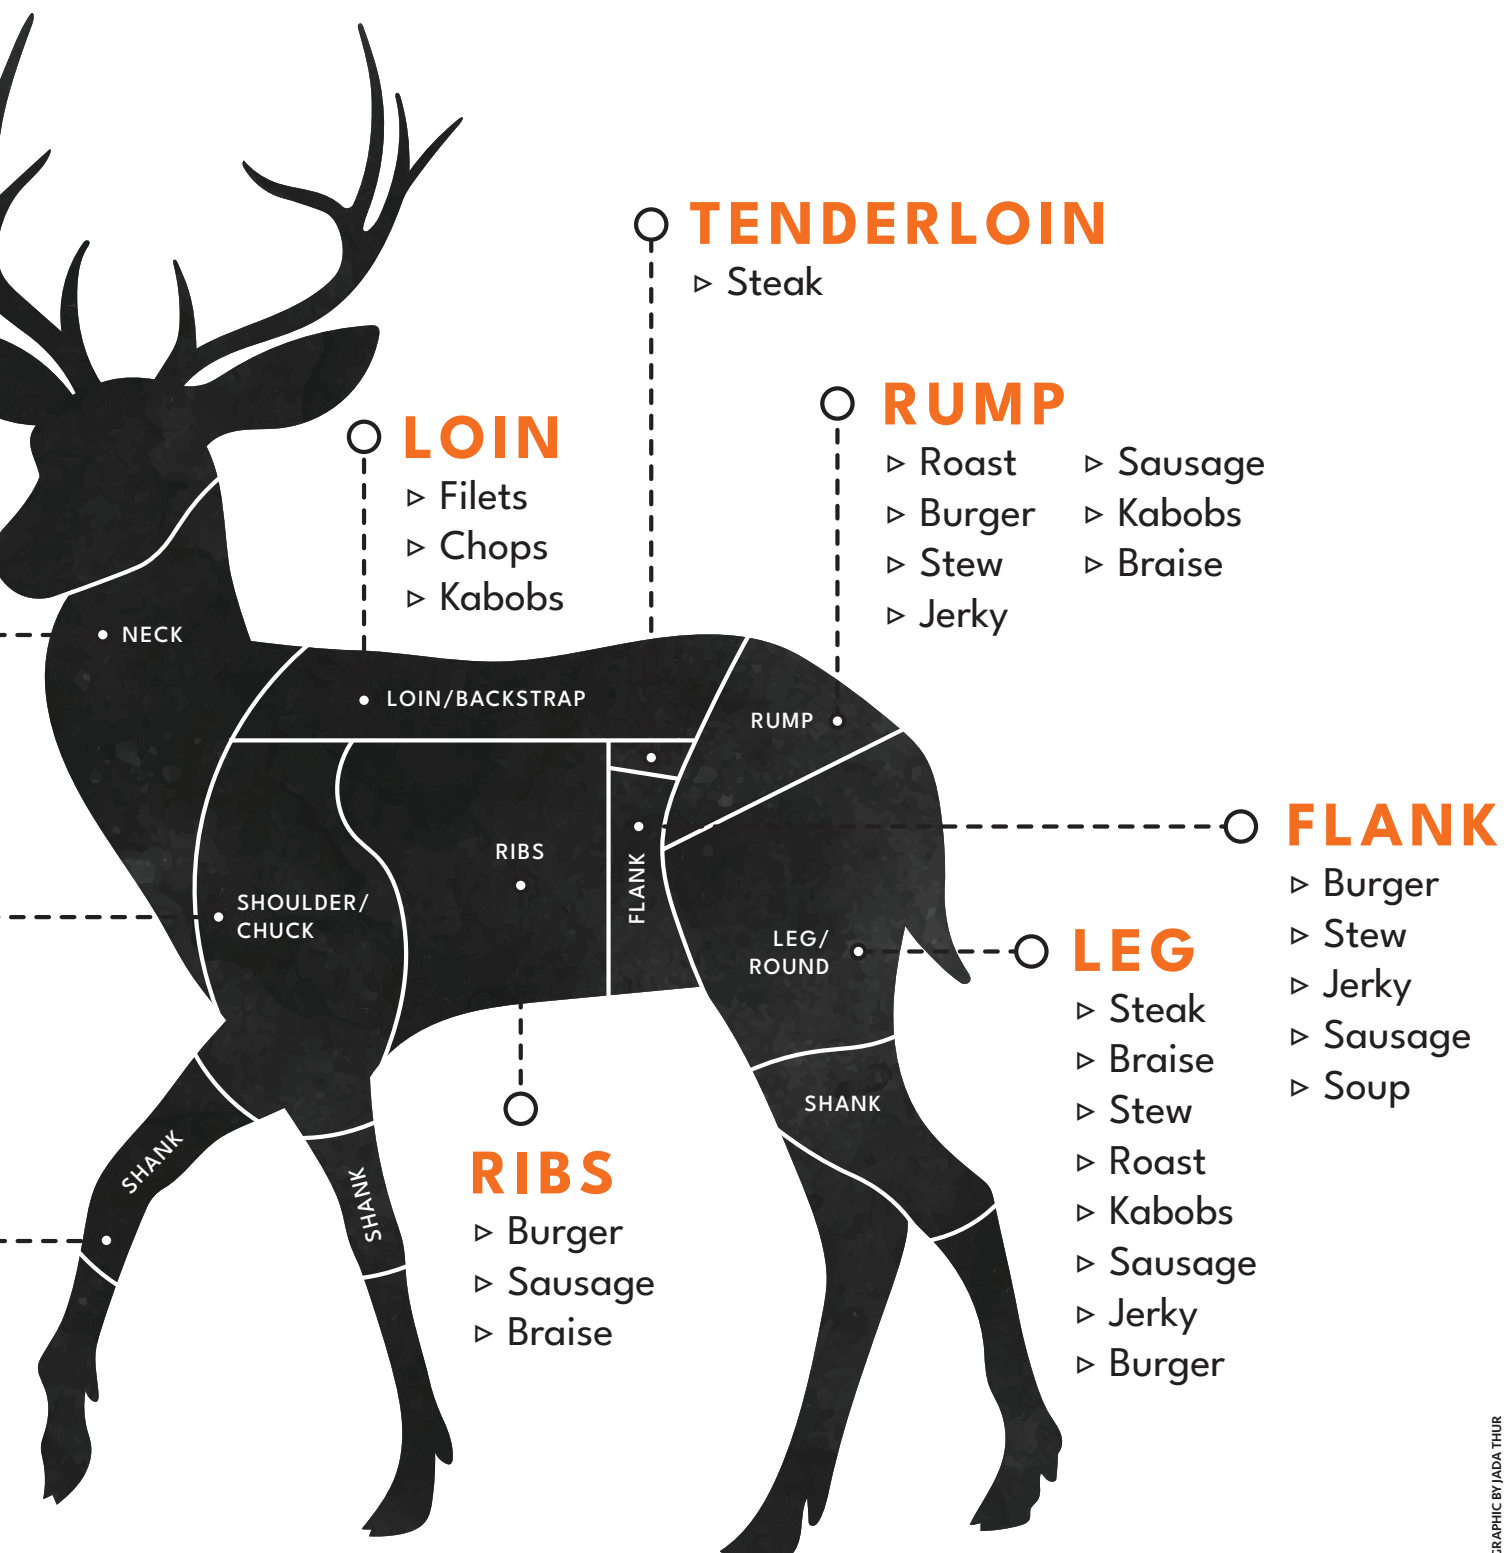 TENDERLOIN
▹ Steak
RUMP
▹ Roast
▹ Burger
▹ Stew
▹ Jerky
▹ Sausage
▹ Kabobs
▹ Braise
LOIN
▹ Filets
▹ Chops
▹ Kabobs
NECK
LOIN/BACKSTRAP
RUMP
RIBS
FLANK
SHOULDER/
CHUCK
LEG/
ROUND
SHANK
SHANK
SHANK
FLANK
▹ Burger
▹ Stew
▹ Jerky
▹ Sausage
▹ Soup
LEG
▹ Steak
▹ Braise
▹ Stew
▹ Roast
▹ Kabobs
▹ Sausage
▹ Jerky
▹ Burger
RIBS
▹ Burger
▹ Sausage
▹ Braise
GRAPHIC BY JADA THUR